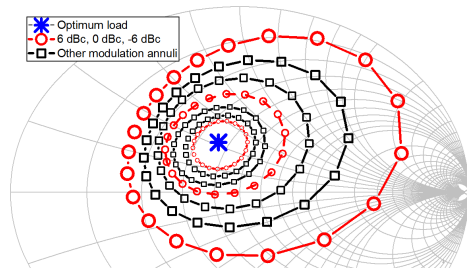 Optimum load
6 dBc, 0 dBc, -6 dBc
Other modulation annuli